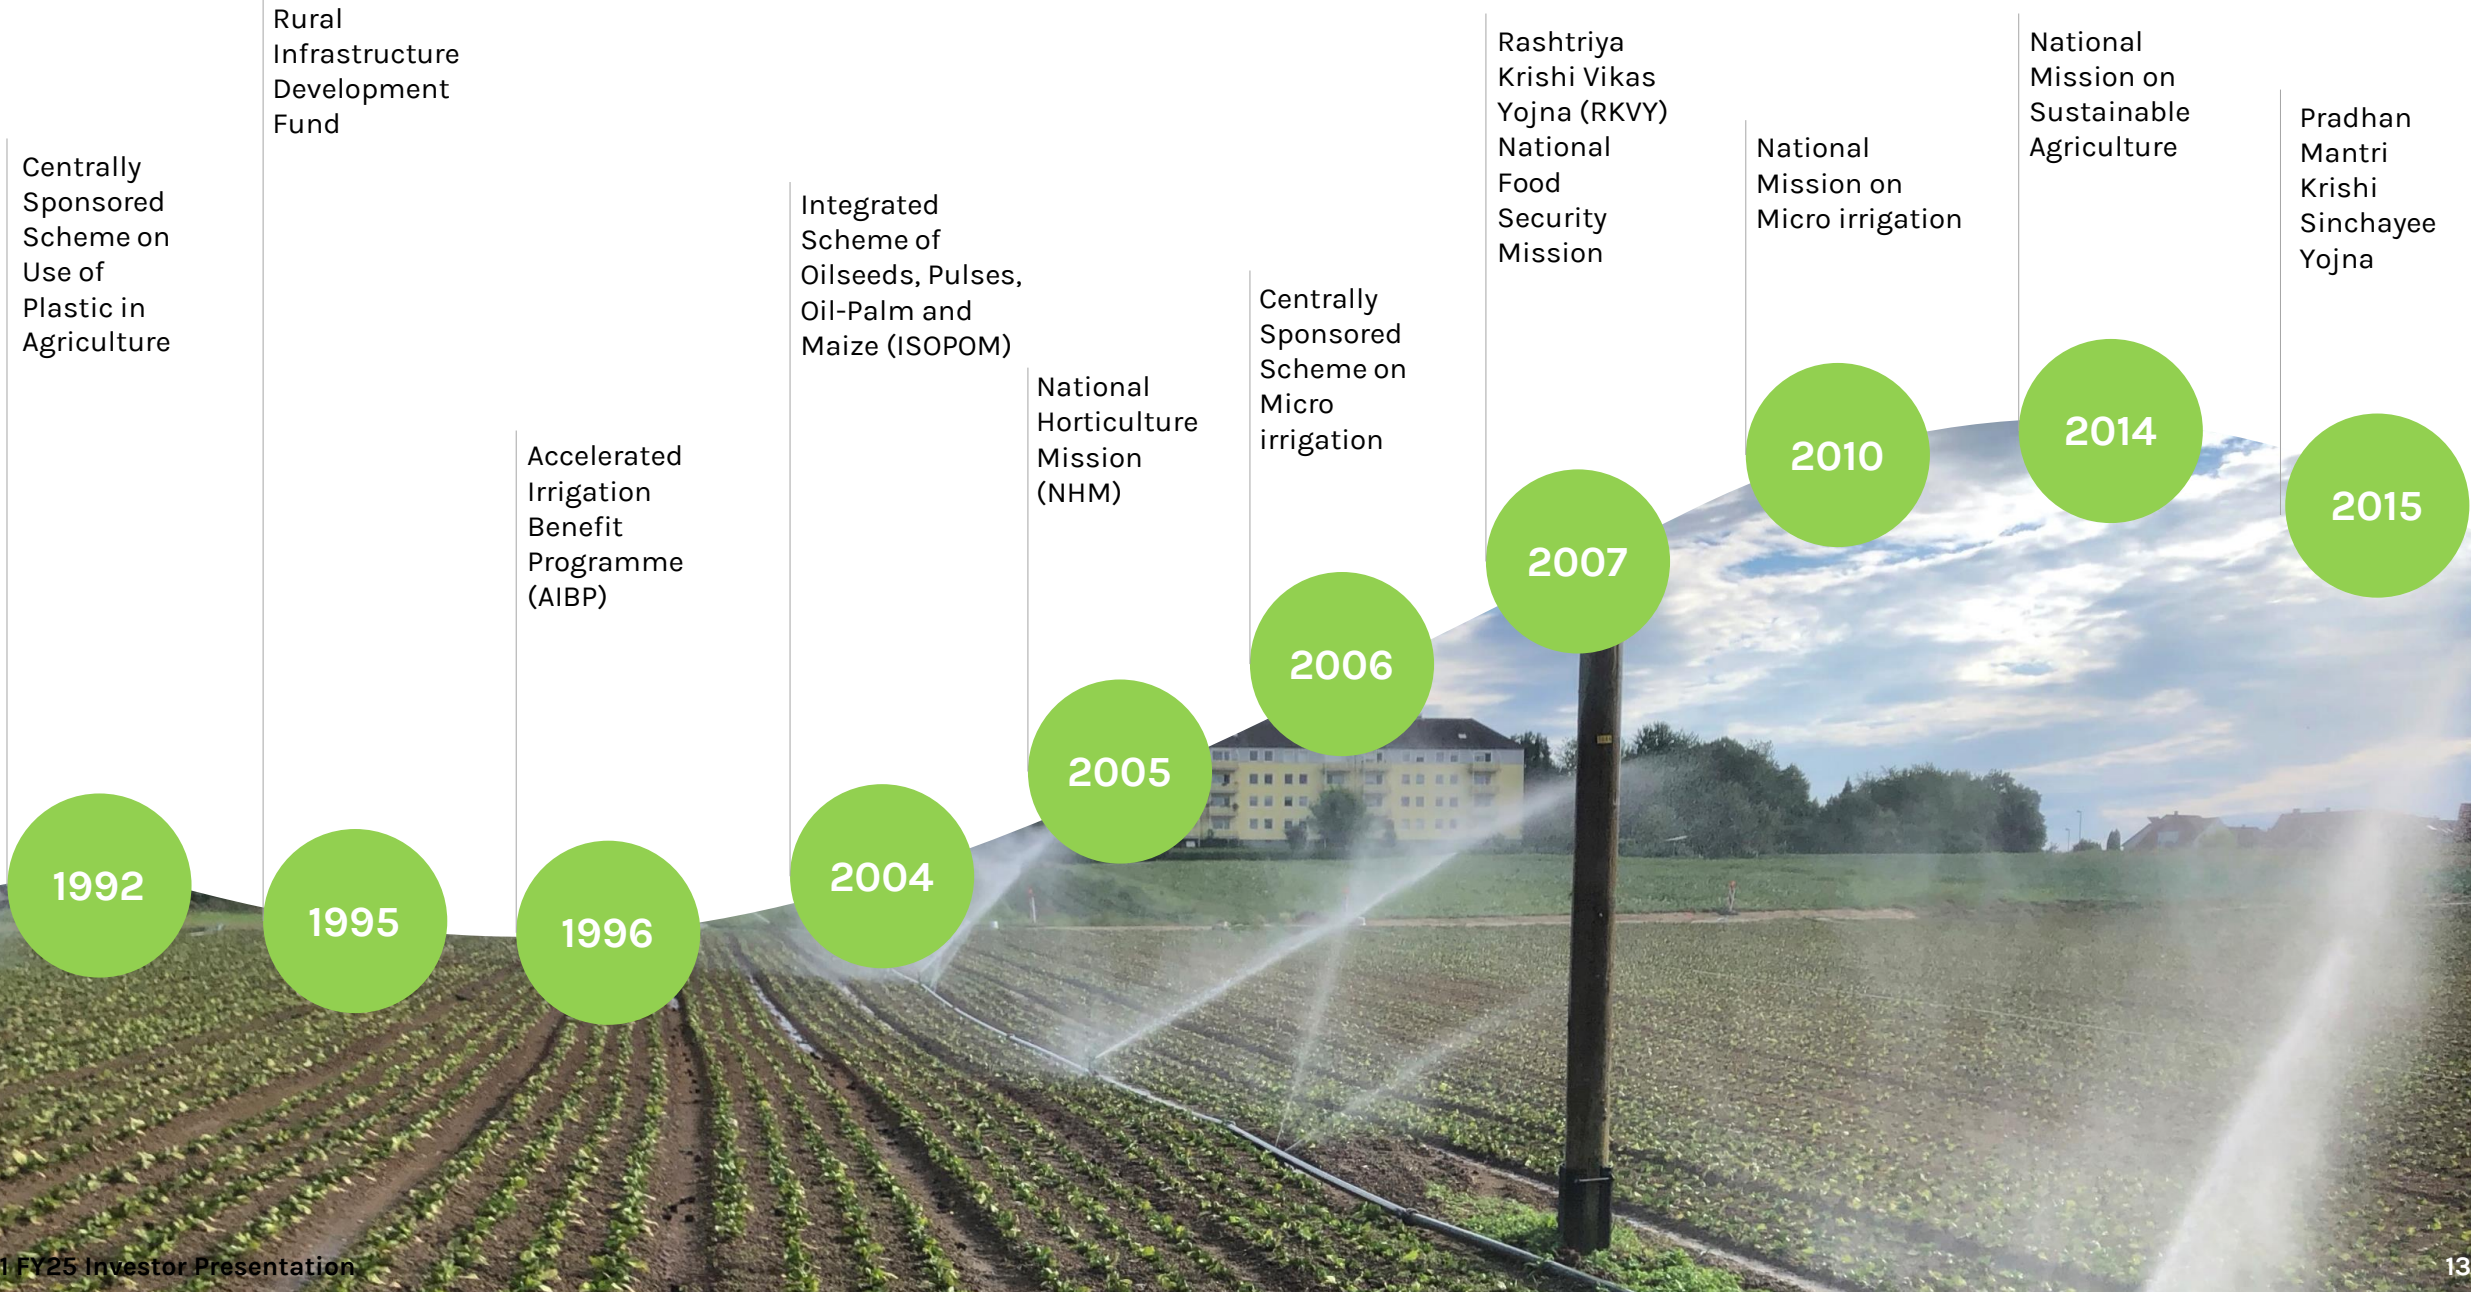 Centrally
Sponsored
Scheme on
Use of
Plastic in
Agriculture
1992
Rural
Infrastructure
Development
Fund
1995
Accelerated
Irrigation
Benefit
Programme
(AIBP)
1996
Integrated
Scheme of
Oilseeds, Pulses,
Oil-Palm and
Maize (ISOPOM)
2004
National
Horticulture
Mission
(NHM)
2005
Centrally
Sponsored
Scheme on
Micro
irrigation
2006
Rashtriya
Krishi Vikas
Yojna (RKVY)
National
Food
Security
Mission
2007
National
Mission on
Micro irrigation
2010
National
Mission on
Sustainable
Agriculture
2014
Pradhan
Mantri
Krishi
Sinchayee
Yojna
2015
1 FY25 Investor Presentation
13